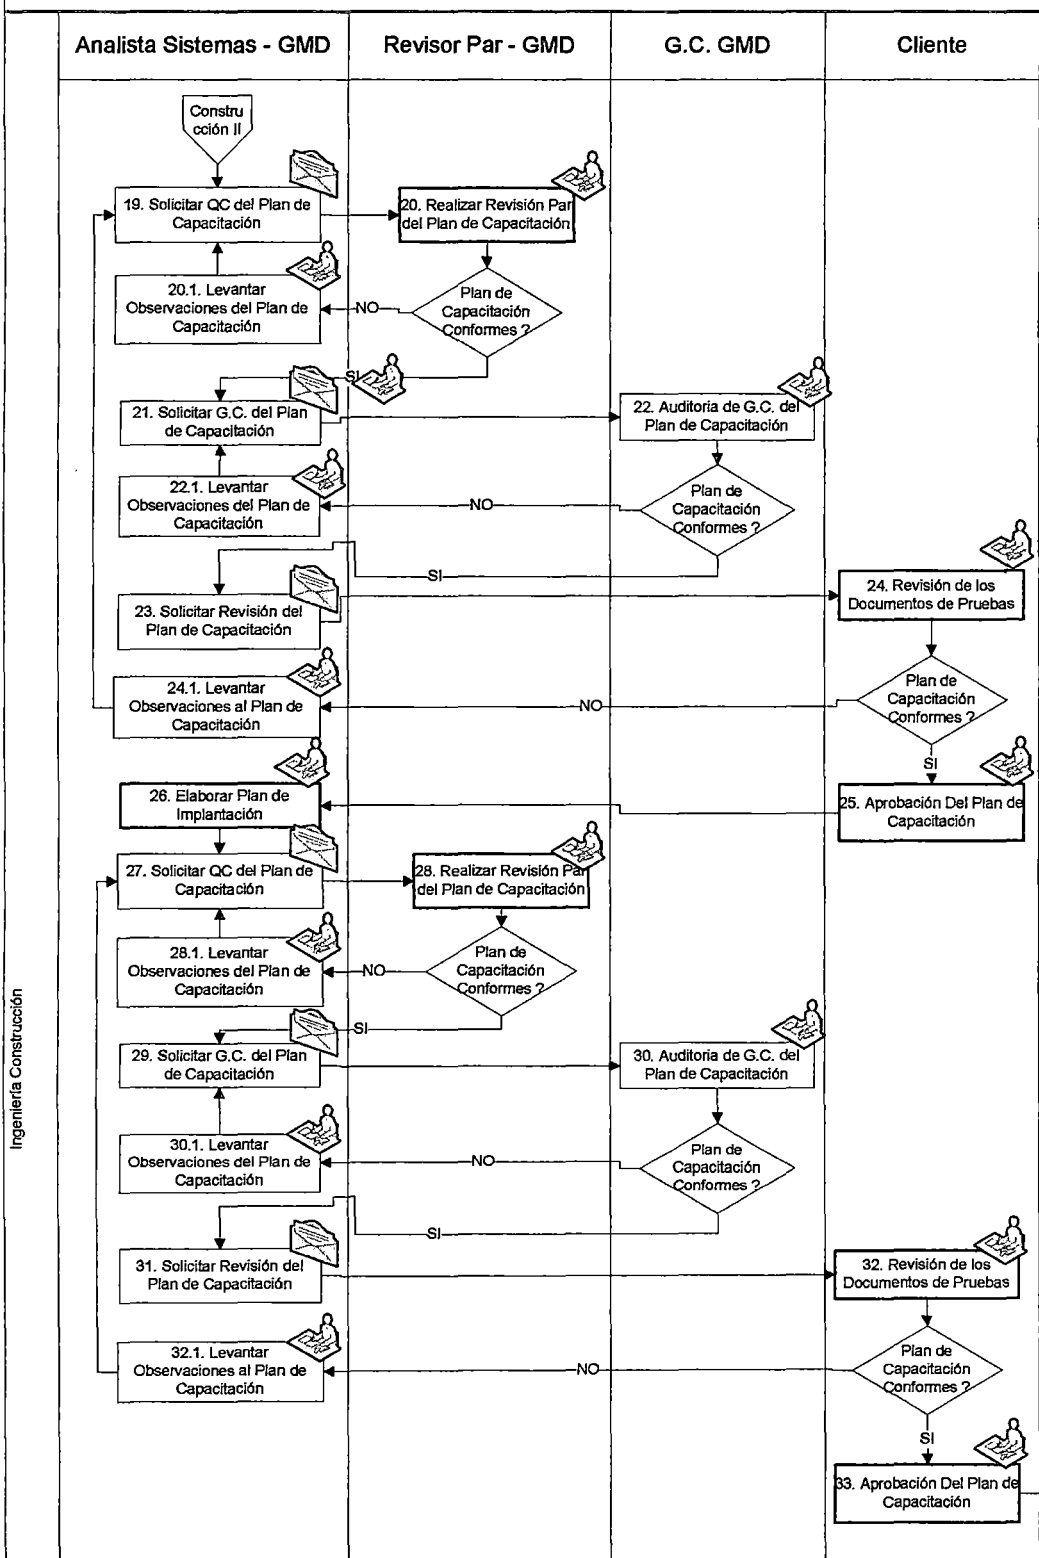 Analista Sistemas - GMD
Revisor Par - GMD
G.C. GMD
Cliente
Ingeniería Construcción
Constru
cción II
19. Solicitar QC del Plan de
Capacitación
20. Realizar Revisión Par
del Plan de Capacitación
20.1. Levantar
Observaciones del Plan de
Capacitación
NO
Plan de
Capacitación
Conformes ?
SI
21. Solicitar G.C. del Plan
de Capacitación
22. Auditoria de G.C. del
Plan de Capacitación
22.1. Levantar
Observaciones del Plan de
Capacitación
NO
Plan de
Capacitación
Conformes ?
SI
23. Solicitar Revisión del
Plan de Capacitación
24. Revisión de los
Documentos de Pruebas
24.1. Levantar
Observaciones al Plan de
Capacitación
NO
Plan de
Capacitación
Conformes ?
SI
25. Aprobación Del Plan de
Capacitación
26. Elaborar Plan de
Implantación
27. Solicitar QC del Plan de
Capacitación
28. Realizar Revisión Par
del Plan de Capacitación
28.1. Levantar
Observaciones del Plan de
Capacitación
NO
Plan de
Capacitación
Conformes ?
SI
29. Solicitar G.C. del Plan
de Capacitación
30. Auditoria de G.C. del
Plan de Capacitación
30.1. Levantar
Observaciones del Plan de
Capacitación
NO
Plan de
Capacitación
Conformes ?
SI
31. Solicitar Revisión del
Plan de Capacitación
32. Revisión de los
Documentos de Pruebas
32.1. Levantar
Observaciones al Plan de
Capacitación
NO
Plan de
Capacitación
Conformes ?
SI
33. Aprobación Del Plan de
Capacitación